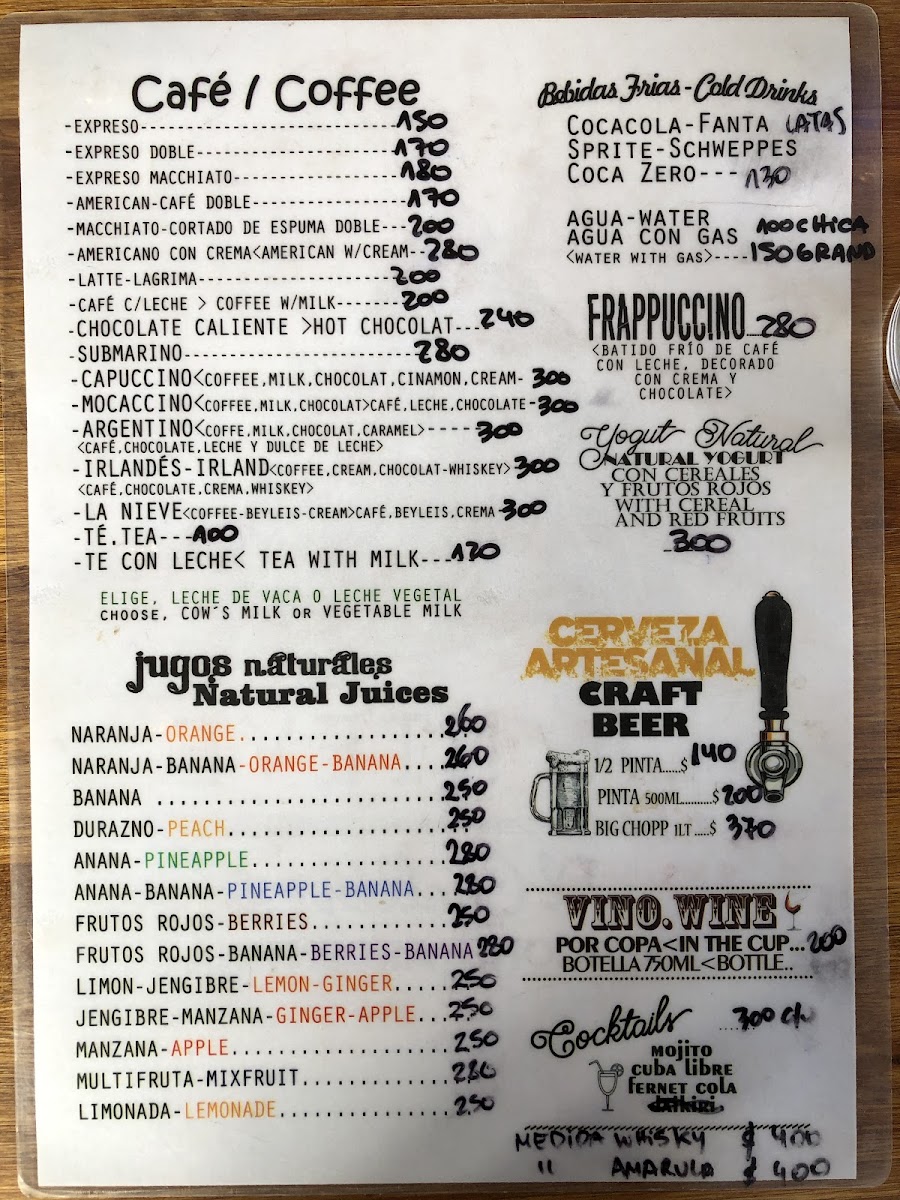 Café / Coffee
-EXPRESO---------------------------150
-EXPRESO DOBLE---------------------170
-EXPRESO MACCHIATO-----------------180
-AMERICAN-CAFÉ DOBLE---------------170
-MACCHIATO-CORTADO DE ESPUMA DOBLE---200
-AMERICANO CON CREMA<AMERICAN W/CREAM--280
-LATTE-LAGRIMA---------------------200
-CAFÉ C/LECHE > COFFEE W/MILK-------200
-CHOCOLATE CALIENTE >HOT CHOCOLAT---240
-SUBMARINO-------------------------280
-CAPUCCINO<COFFEE,MILK,CHOCOLAT,CINAMON,CREAM- 300
-MOCACCINO<COFFEE,MILK,CHOCOLAT>CAFÉ,LECHE,CHOCOLATE-300
-ARGENTINO<COFFE,MILK,CHOCOLAT,CARAMEL>-----300
<CAFÉ,CHOCOLATE,LECHE Y DULCE DE LECHE>
-IRLANDÉS-IRLAND<COFFEE,CREAM,CHOCOLAT-WHISKEY>-300
<CAFÉ,CHOCOLATE,CREMA,WHISKEY>
-LA NIEVE<COFFEE-BEYLEIS-CREAM>CAFÉ,BEYLEIS,CREMA-300
-TÉ.TEA---100
-TE CON LECHE< TEA WITH MILK---130
ELIGE, LECHE DE VACA O LECHE VEGETAL
CHOOSE, COW´S MILK OR VEGETABLE MILK
jugos naturales
Natural Juices
NARANJA-ORANGE....................260
NARANJA-BANANA-ORANGE-BANANA....260
BANANA .......................250
DURAZNO-PEACH.....................250
ANANA-PINEAPPLE..................280
ANANA-BANANA-PINEAPPLE-BANANA...280
FRUTOS ROJOS-BERRIES.............250
FRUTOS ROJOS-BANANA-BERRIES-BANANA 280
LIMON-JENGIBRE-LEMON-GINGER.....250
JENGIBRE-MANZANA-GINGER-APPLE...250
MANZANA-APPLE....................250
MULTIFRUTA-MIXFRUIT..............280
LIMONADA-LEMONADE................250
Bebidas Frias - Cold Drinks
COCACOLA-FANTA LATAS
SPRITE-SCHWEPPES
COCA ZERO--- 130
AGUA-WATER
AGUA CON GAS 100 CHICA
<WATER WITH GAS>----150 GRAND
FRAPPUCCINO....280
<BATIDO FRÍO DE CAFÉ
CON LECHE, DECORADO
CON CREMA Y
CHOCOLATE>
Yogut Natural
NATURAL YOGURT
CON CEREALES
Y FRUTOS ROJOS
WITH CEREAL
AND RED FRUITS
300
CERVEZA
ARTESANAL
CRAFT
BEER
1/2 PINTA.....$ 140
PINTA 500ML..........$ 200
BIG CHOPP 1LT.....$ 370
VINO.WINE
POR COPA<IN THE CUP...200
BOTELLA 750ML<BOTTLE..
Cocktails .....300 c/u
MOJITO
CUBA LIBRE
FERNET COLA
MEDIDA WHISKY $ 400
" AMARULA $ 400